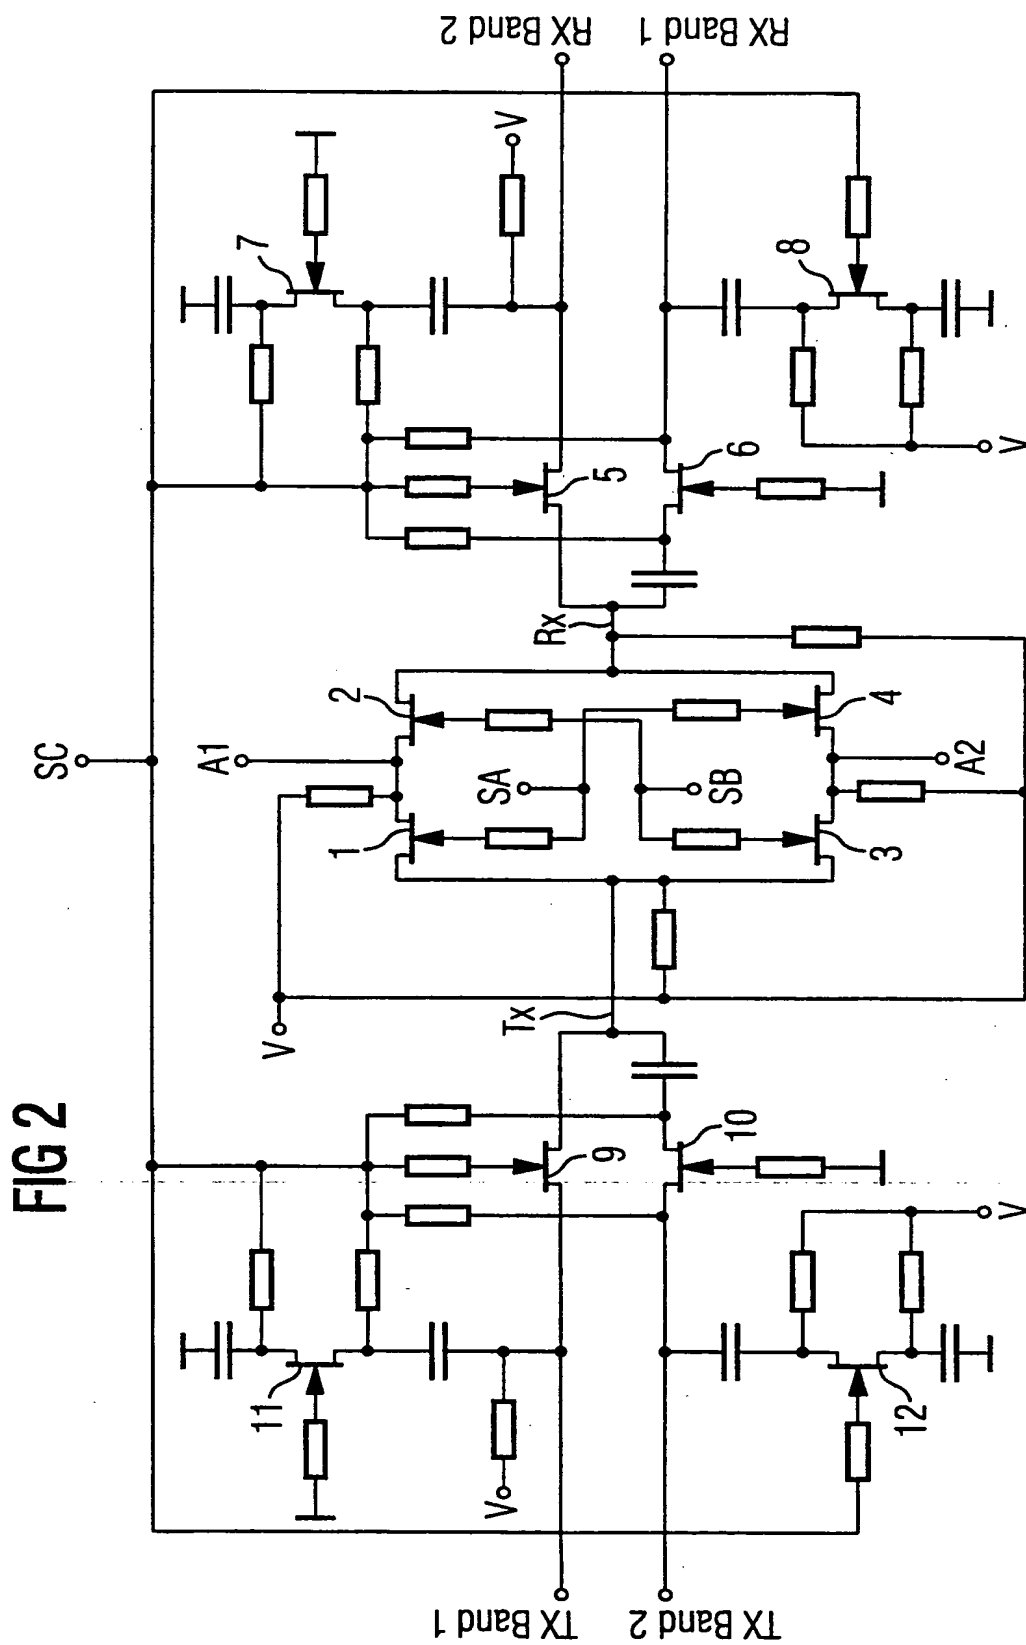 FIG 2
SC
A1
V
V
1
2
SA
SB
3
4
A2
Tx
Rx
5
6
7
8
V
9
10
11
12
V
V
TX Band 1
TX Band 2
RX Band 2
RX Band 1